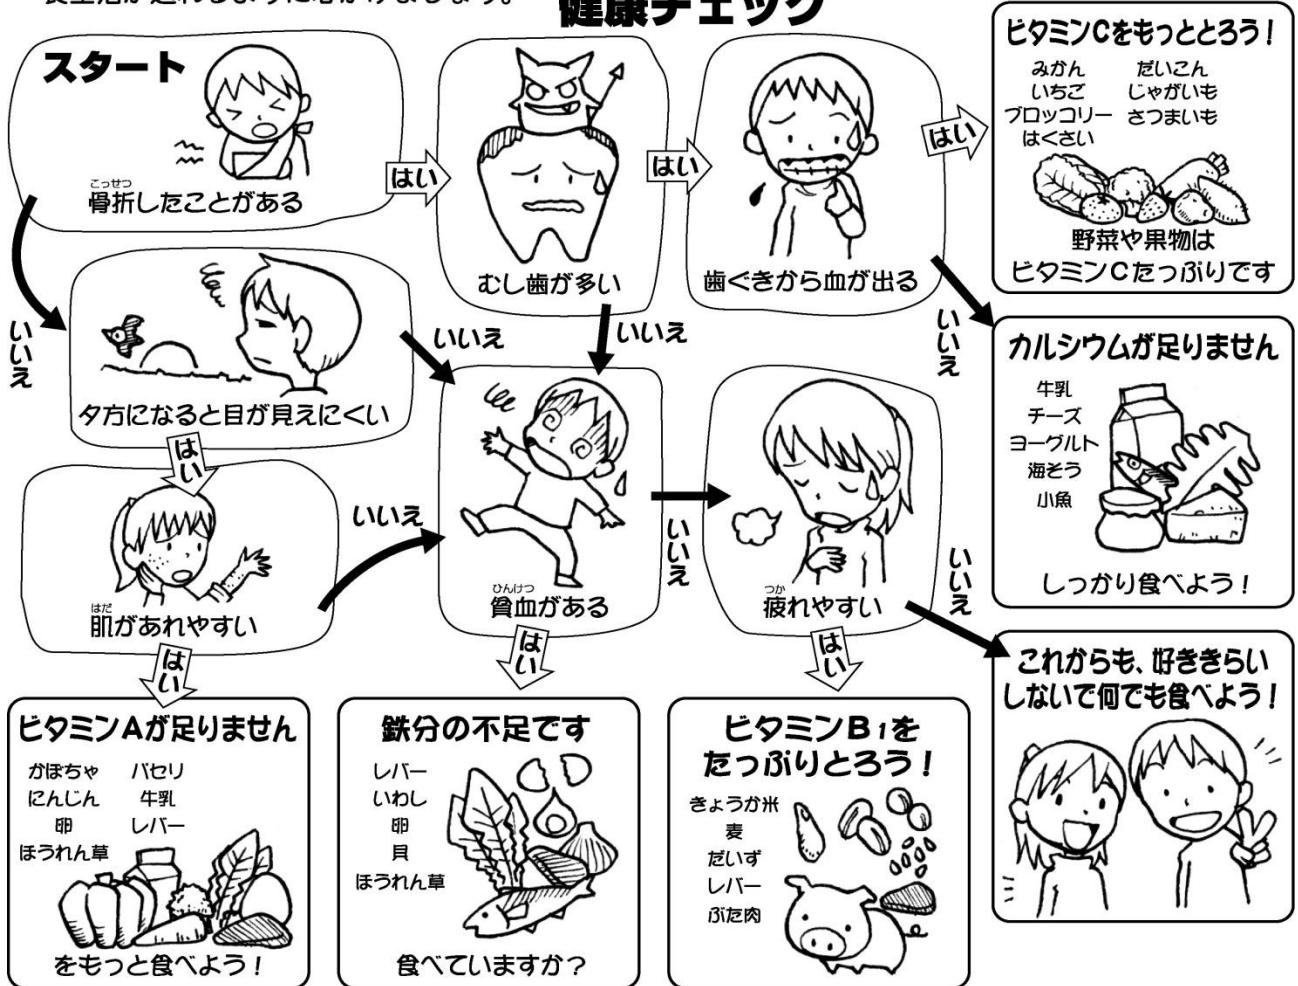 健康チェック
スタート
こっせつ
骨折したことがある
はい
いいえ
むし歯が多い
はい
いいえ
歯ぐきから血が出る
はい
いいえ
ビタミンCをもっととろう!
みかん だいこん
いちご じゃがいも
ブロッコリー さつまいも
はくさい
野菜や果物は
ビタミンCたっぷりです
夕方になると目が見えにくい
いいえ
はい
カルシウムが足りません
牛乳
チーズ
ヨーグルト
海そう
小魚
しっかり食べよう!
はだ
肌があれやすい
いいえ
はい
ひんけつ
貧血がある
いいえ
はい
つか
疲れやすい
いいえ
はい
これからも、好ききらい
しないで何でも食べよう!
ビタミンAが足りません
かぼちゃ パセリ
にんじん 牛乳
卵 レバー
ほうれん草
をもっと食べよう!
鉄分の不足です
レバー
いわし
卵
貝
ほうれん草
食べていますか?
ビタミンB1を
たっぷりとろう!
きょうか米
麦
だいず
レバー
ぶた肉